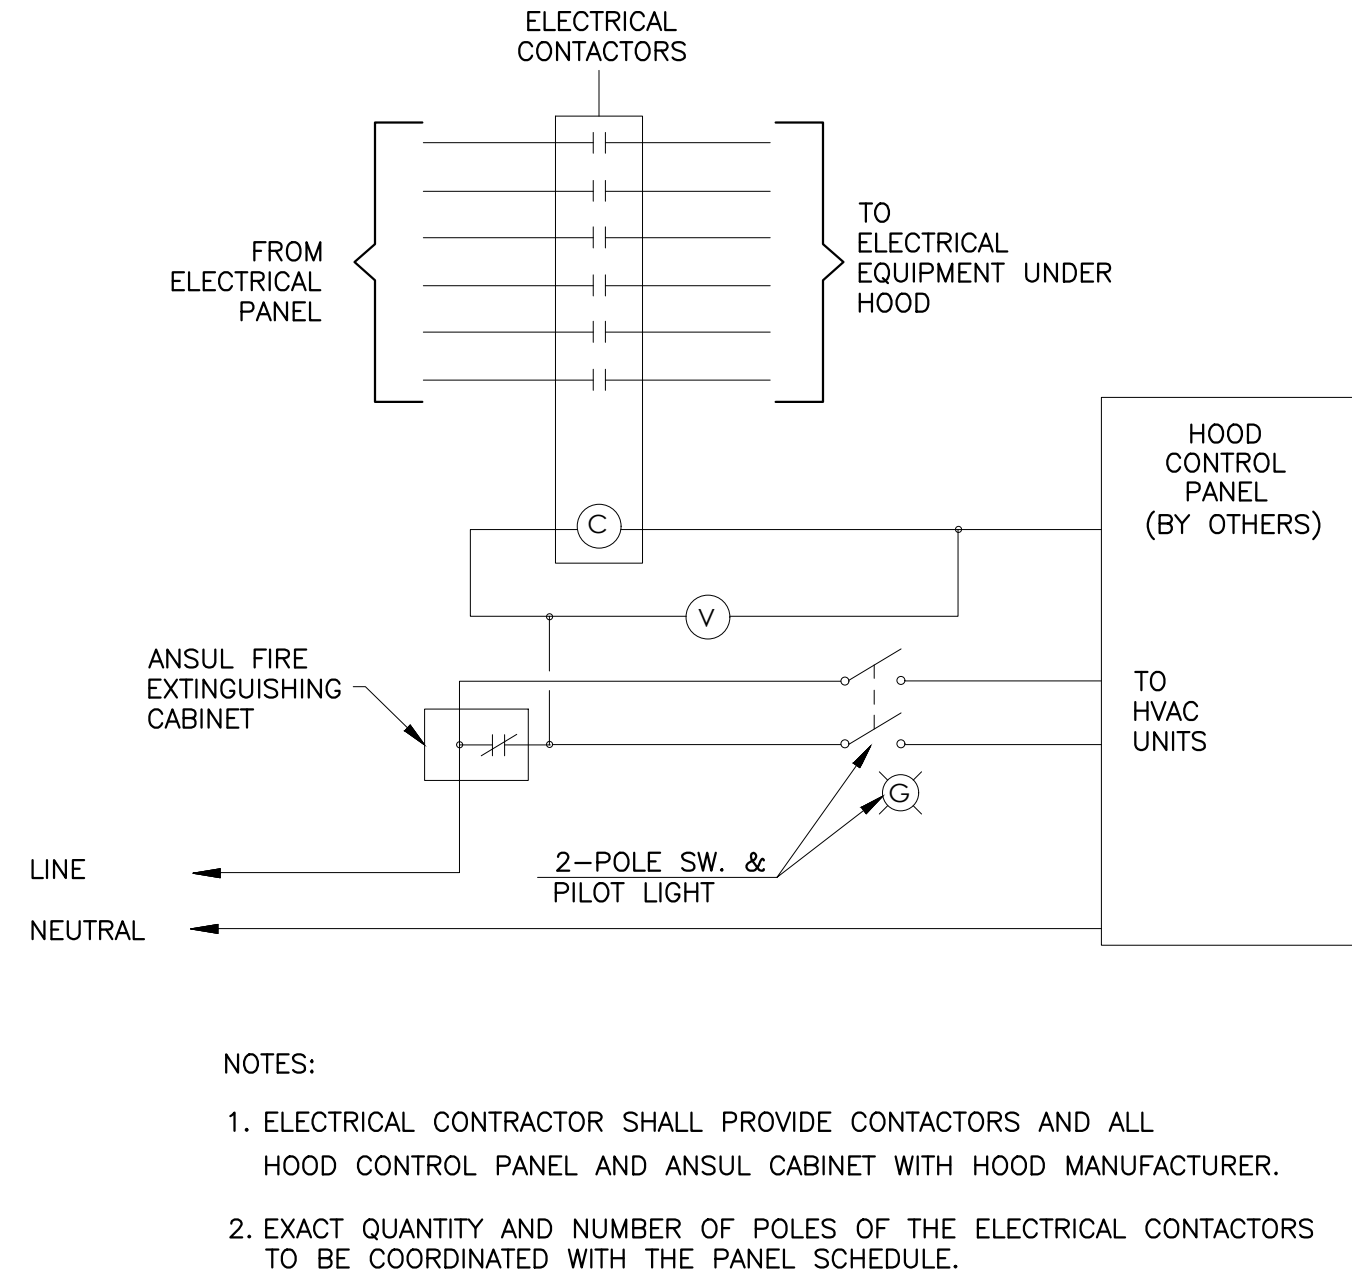 ELECTRICAL
CONTACTORS
FROM
ELECTRICAL
PANEL
TO
ELECTRICAL
EQUIPMENT UNDER
HOOD
HOOD
CONTROL
PANEL
(BY OTHERS)
C
V
ANSUL FIRE
EXTINGUISHING
CABINET
TO
HVAC
UNITS
G
2-POLE SW. &
PILOT LIGHT
LINE
NEUTRAL
NOTES:
1. ELECTRICAL CONTRACTOR SHALL PROVIDE CONTACTORS AND ALL
HOOD CONTROL PANEL AND ANSUL CABINET WITH HOOD MANUFACTURER.
2. EXACT QUANTITY AND NUMBER OF POLES OF THE ELECTRICAL CONTACTORS
TO BE COORDINATED WITH THE PANEL SCHEDULE.